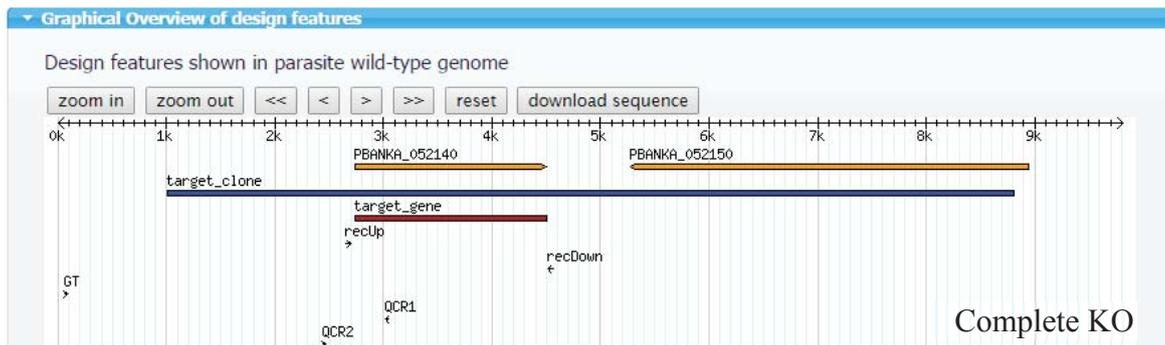 Graphical Overview of design features
Design features shown in parasite wild-type genome
zoom in zoom out << < > >> reset download sequence
0k 1k 2k 3k 4k 5k 6k 7k 8k 9k
PBANKA_052140 PBANKA_052150
target_clone
target_gene
recUp
recDown
GT
QCR1
QCR2
Complete KO